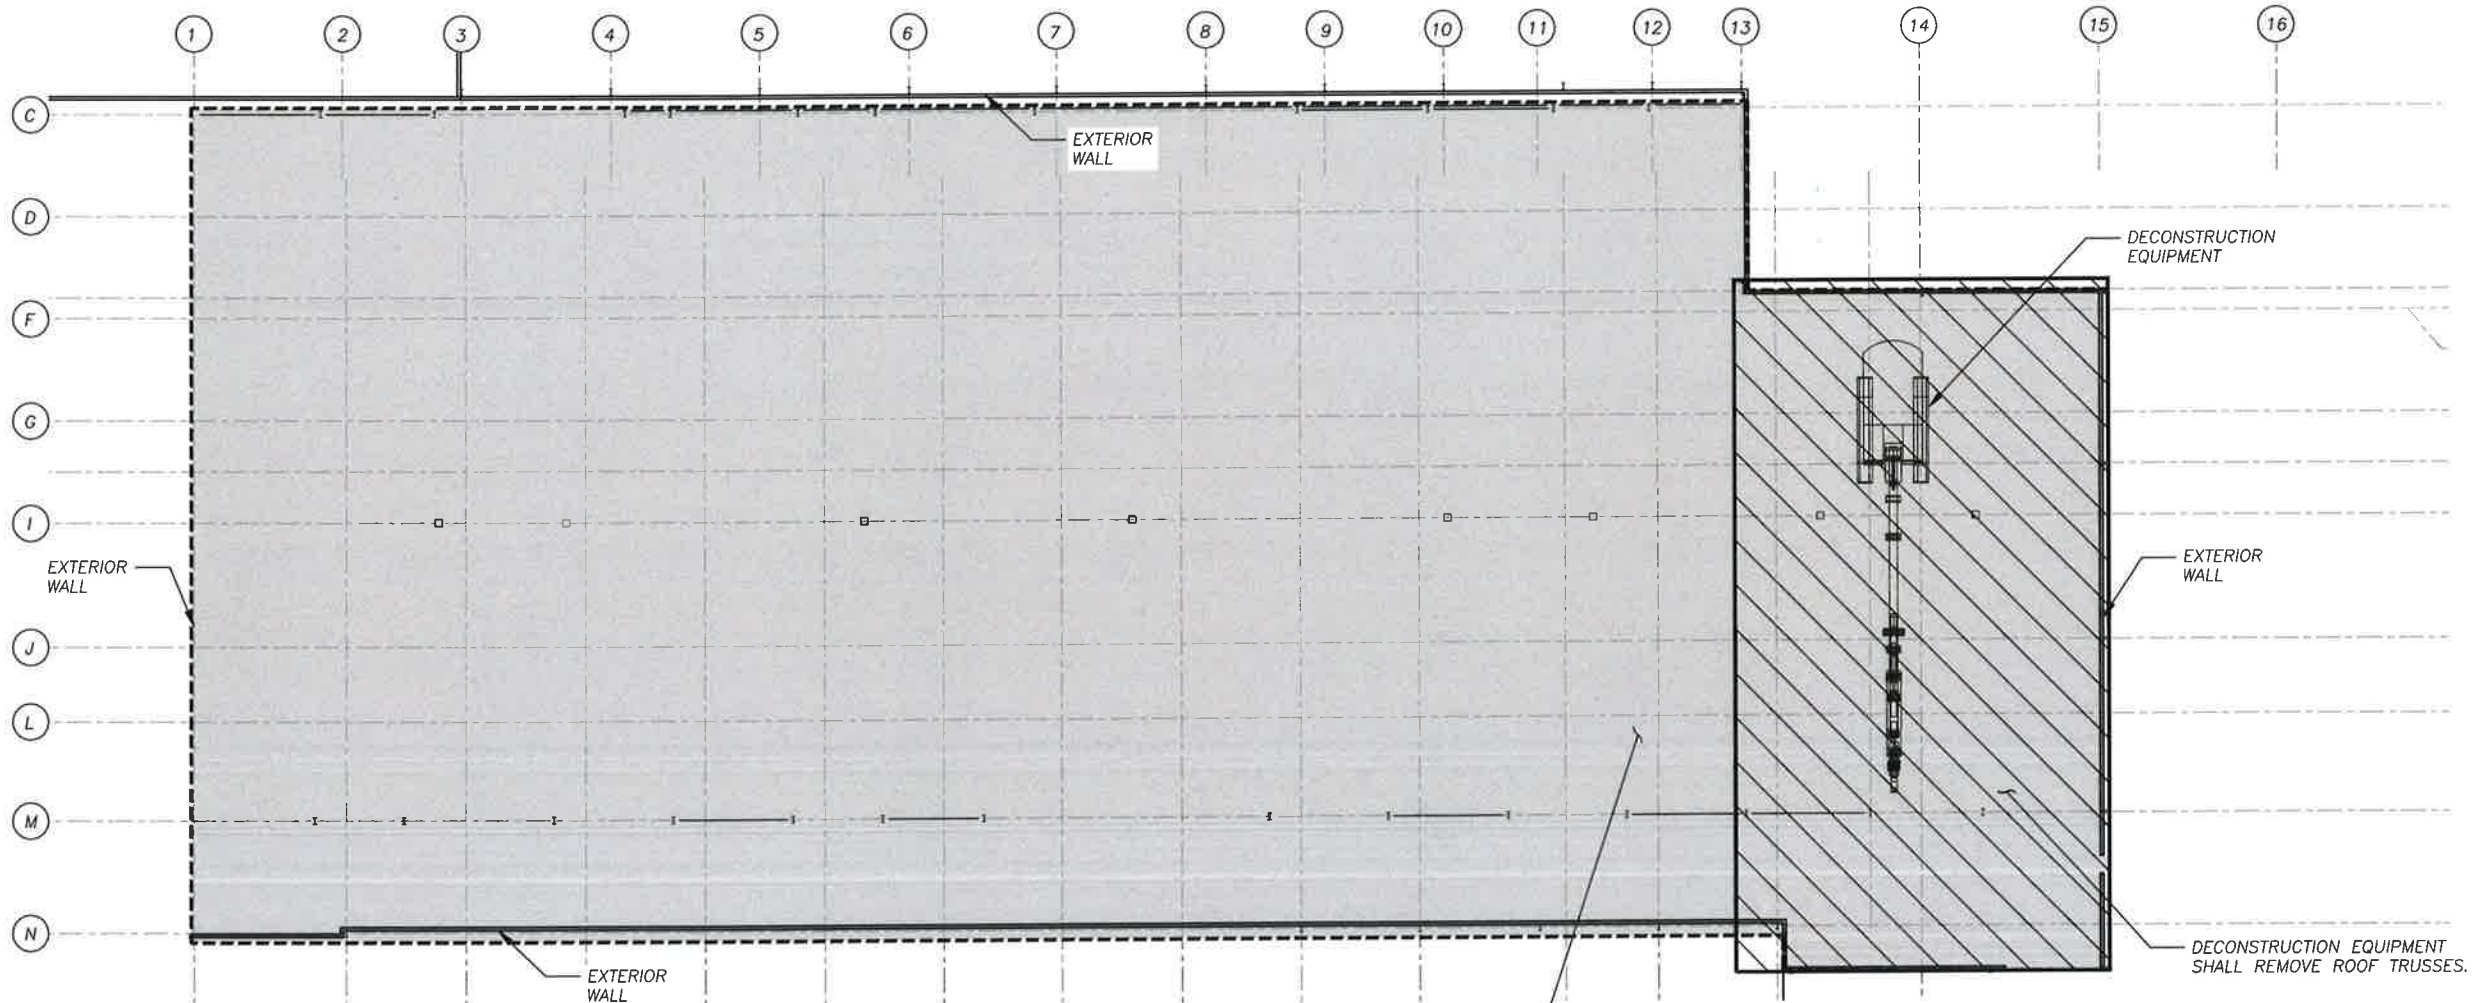 1
2
3
4
5
6
7
8
9
10
11
12
13
14
15
16
C
D
F
G
I
J
L
M
N
EXTERIOR
WALL
DECONSTRUCTION
EQUIPMENT
EXTERIOR
WALL
EXTERIOR
WALL
EXTERIOR
WALL
DECONSTRUCTION EQUIPMENT
SHALL REMOVE ROOF TRUSSES.